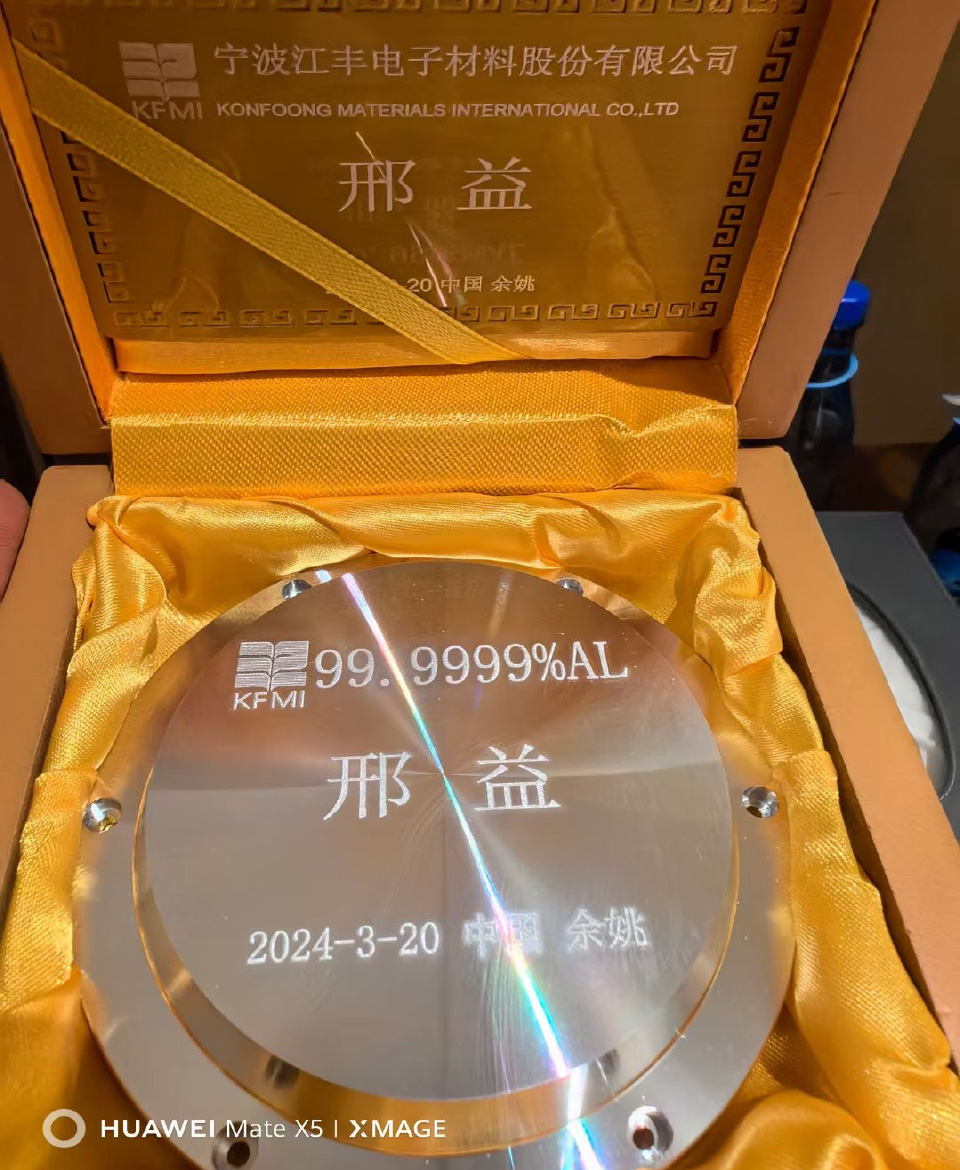 宁波江丰电子材料股份有限公司
KFMI KONFOONG MATERIALS INTERNATIONAL CO.,LTD
邢 益
-20 中国 余姚
KFMI 99.9999%AL
邢 益
2024-3-20 中国 余姚
HUAWEI Mate X5 | XMAGE